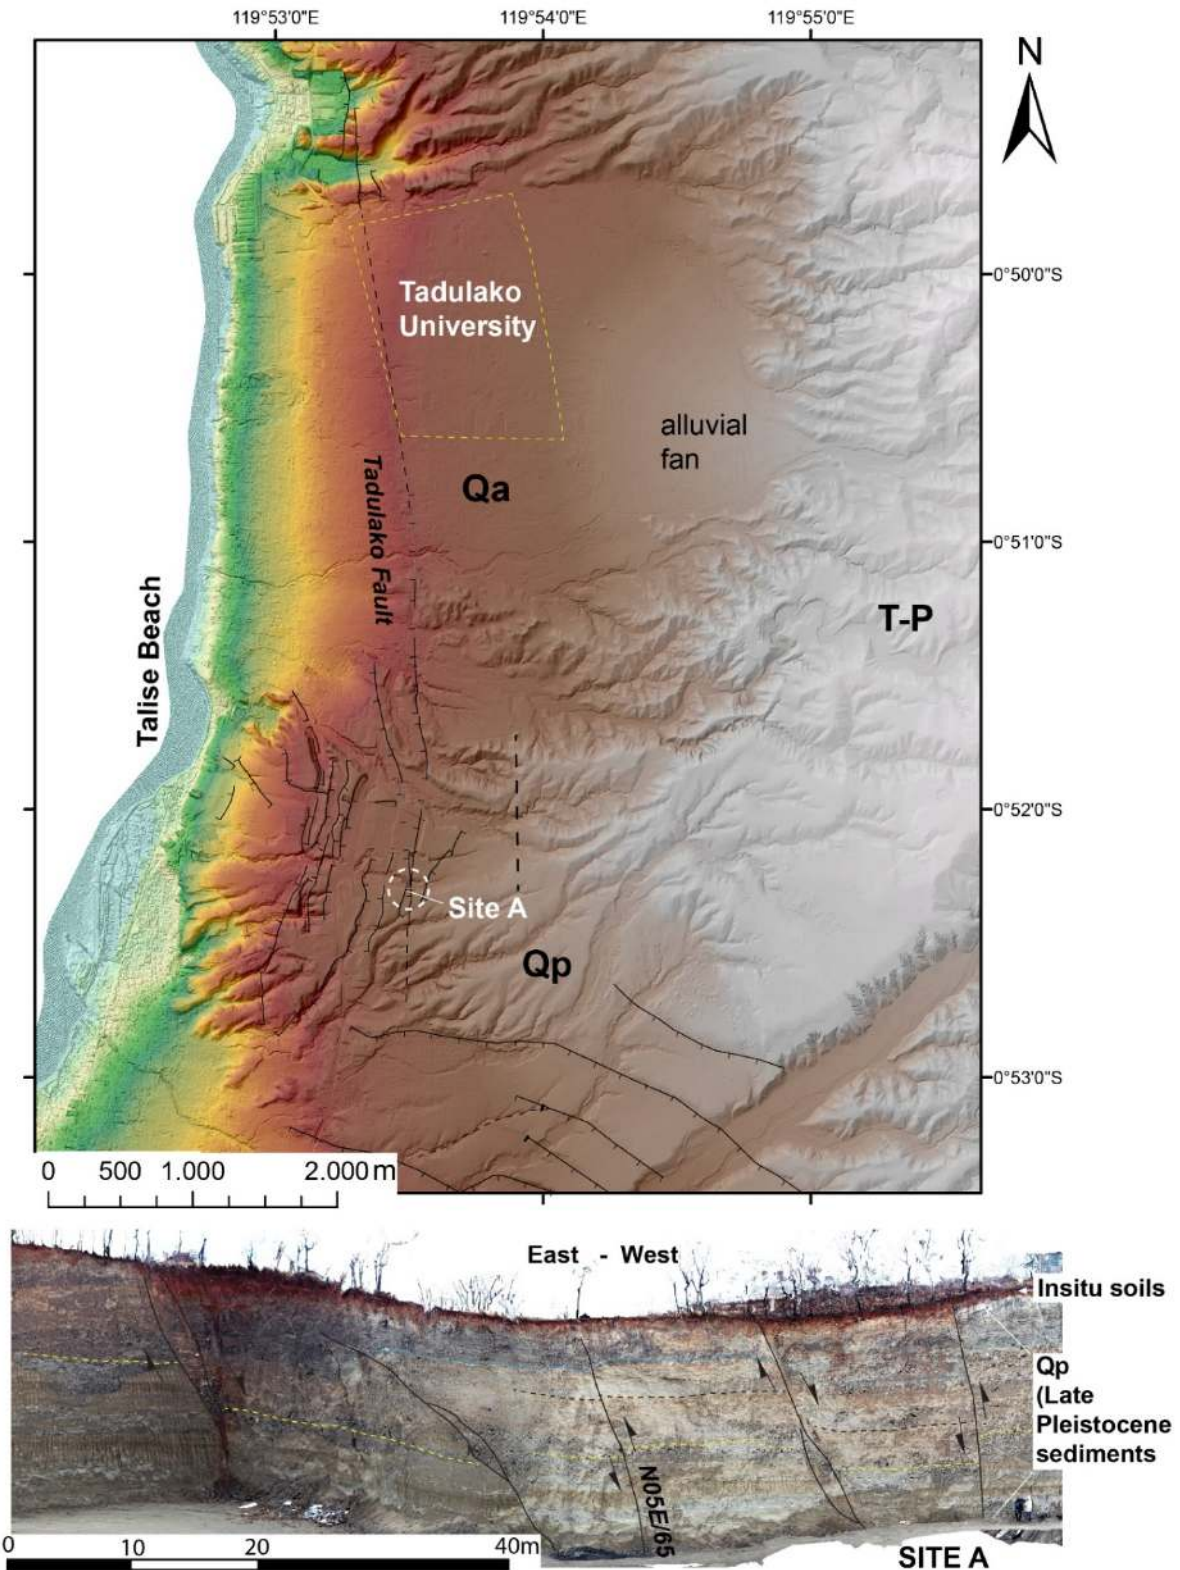 119°53'0"E
119°54'0"E
119°55'0"E
N
0°50'0"S
Tadulako
University
alluvial
fan
Qa
Tadulako Fault
0°51'0"S
T-P
Talise Beach
0°52'0"S
Site A
Qp
0°53'0"S
0 500 1.000 2.000 m
East - West
Insitu soils
Qp
(Late
Pleistocene
sediments
N05E/65
0 10 20 40m
SITE A